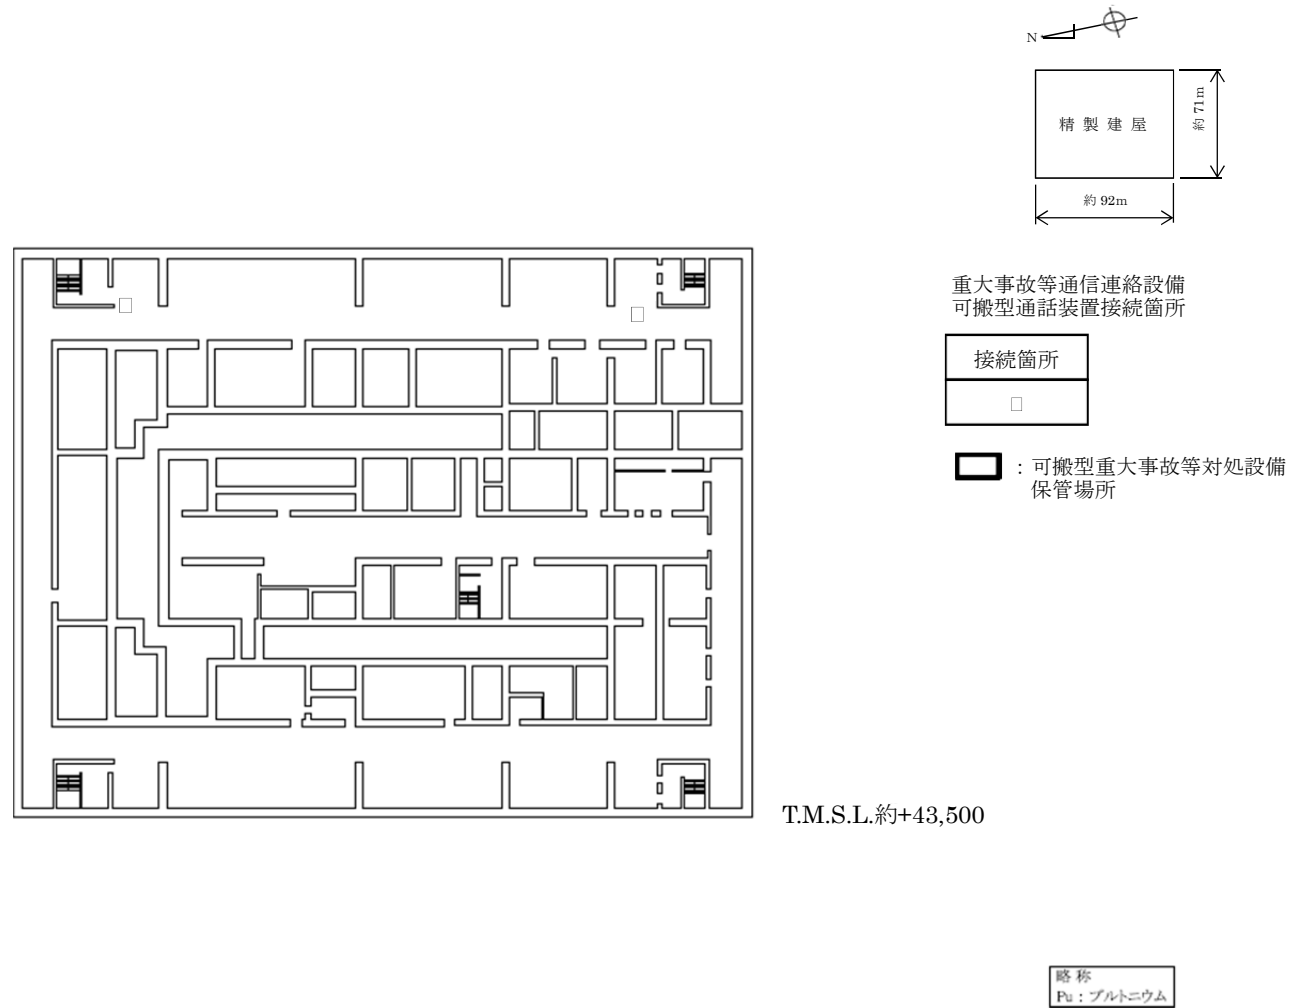 N
精製建屋
約71m
約92m
重大事故等通信連絡設備
可搬型通話装置接続箇所
接続箇所
：可搬型重大事故等対処設備
保管場所
T.M.S.L.約+43,500
略称
Pu：プルトニウム